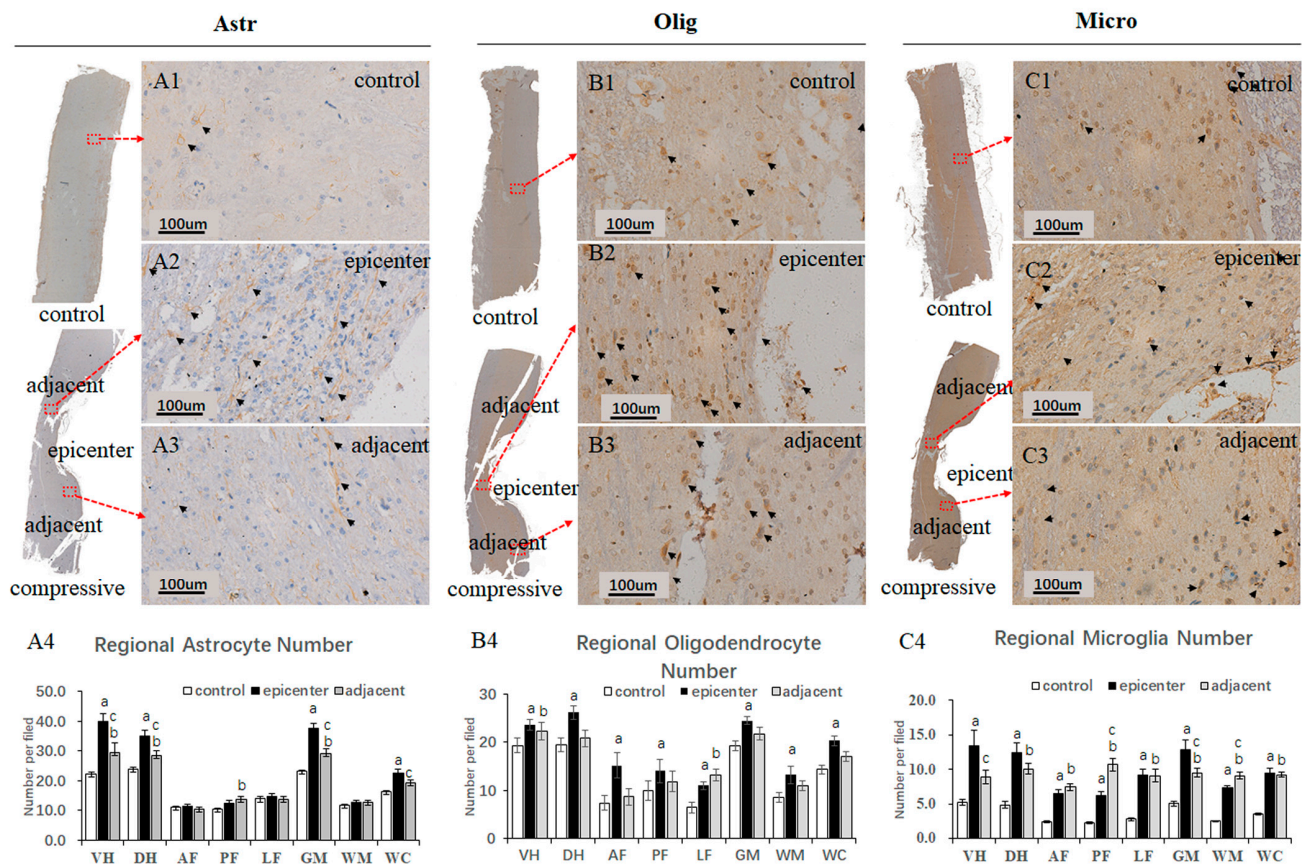 Astr
Olig
Micro
A1
control
100um
control
A2
epicenter
100um
adjacent
epicenter
adjacent
compressive
A3
adjacent
100um
B1
control
100um
control
B2
epicenter
100um
adjacent
epicenter
adjacent
compressive
B3
adjacent
100um
C1
control
100um
control
C2
epicenter
100um
adjacent
epicenter
adjacent
compressive
C3
adjacent
100um
A4
Regional Astrocyte Number
control epicenter adjacent
Number per filed
50.0
40.0
30.0
20.0
10.0
0.0
a c b a c b b a c b a c
VH DH AF PF LF GM WM WC
B4
Regional Oligodendrocyte
Number
control epicenter adjacent
Number per filed
30
20
10
0
a b a a a a b a a a
VH DH AF PF LF GM WM WC
C4
Regional Microglia Number
control epicenter adjacent
Number per filed
20.0
15.0
10.0
5.0
0.0
a c a b a b a c b a b a c b a c b a b
VH DH AF PF LF GM WM WC